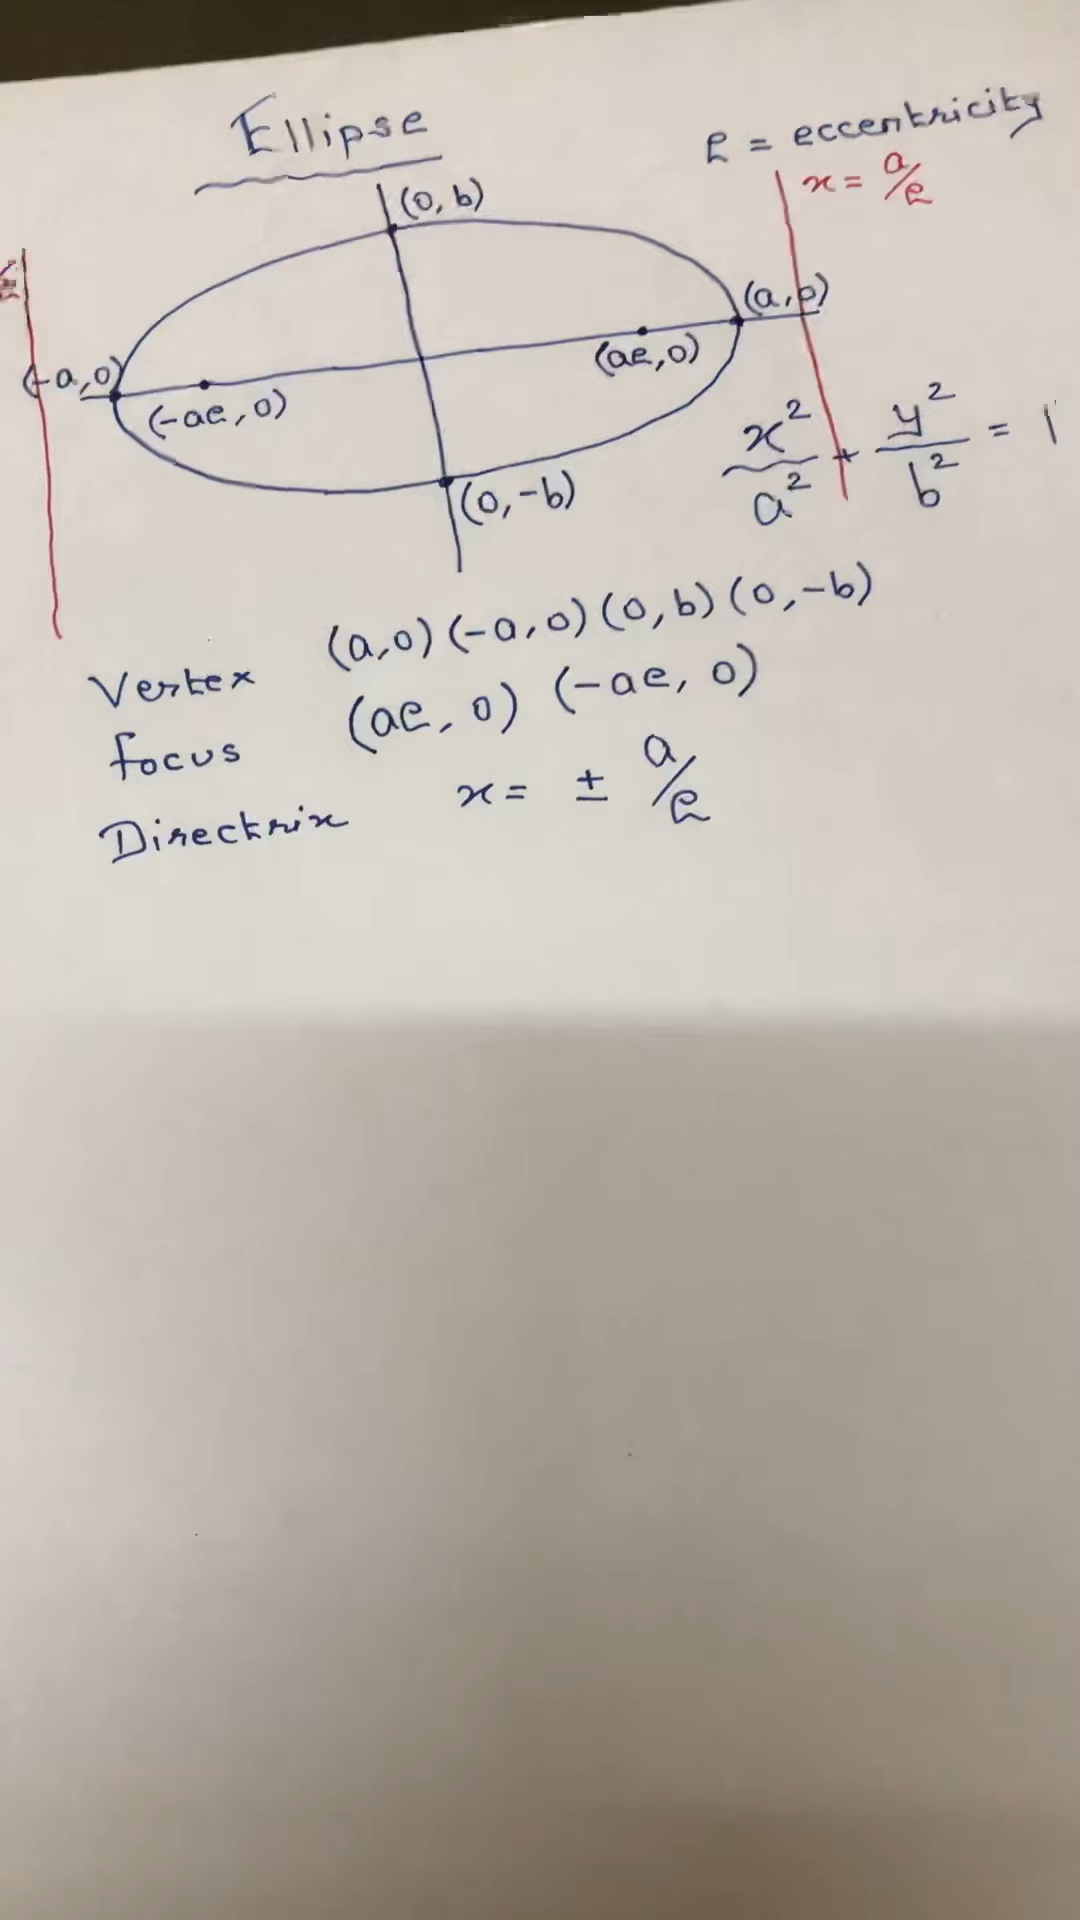 Ellipse
e = eccentricity
x = a/e
(0, b)
(a, 0)
(ae, 0)
(-a, 0)
(-ae, 0)
x²/a² + y²/b² = 1
(0, -b)
Vertex (a, 0) (-a, 0) (0, b) (0, -b)
focus (ae, 0) (-ae, 0)
Directrix x = ± a/e